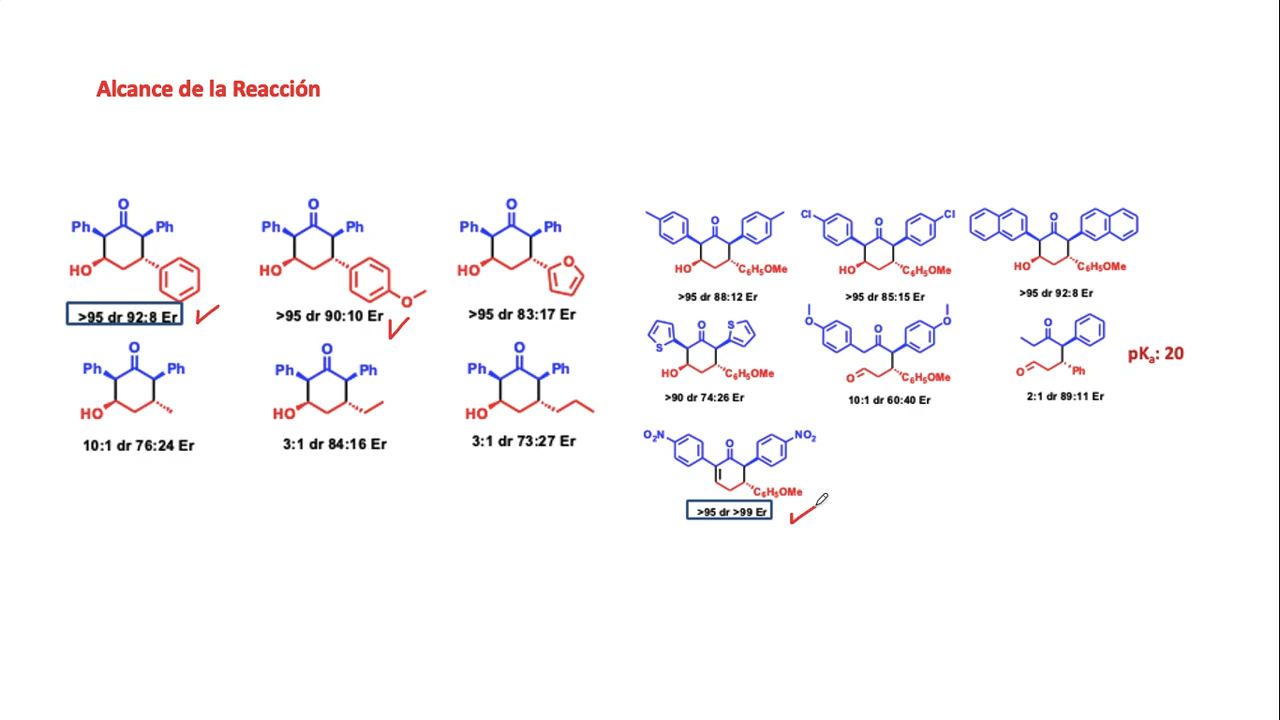 Alcance de la Reacción
O
Ph Ph
HO
>95 dr 92:8 Er
O
Ph Ph
HO
O
>95 dr 90:10 Er
O
Ph Ph
HO
O
>95 dr 83:17 Er
O
Ph Ph
HO
10:1 dr 76:24 Er
O
Ph Ph
HO
3:1 dr 84:16 Er
O
Ph Ph
HO
3:1 dr 73:27 Er
O
HO
C₆H₅OMe
>95 dr 88:12 Er
Cl Cl
O
HO
C₆H₅OMe
>95 dr 85:15 Er
O
HO
C₆H₅OMe
>95 dr 92:8 Er
S
O
S
HO
C₆H₅OMe
>90 dr 74:26 Er
O O
O
O
C₆H₅OMe
10:1 dr 60:40 Er
O
O
Ph
2:1 dr 89:11 Er
pKₐ: 20
O₂N NO₂
O
C₆H₅OMe
>95 dr >99 Er